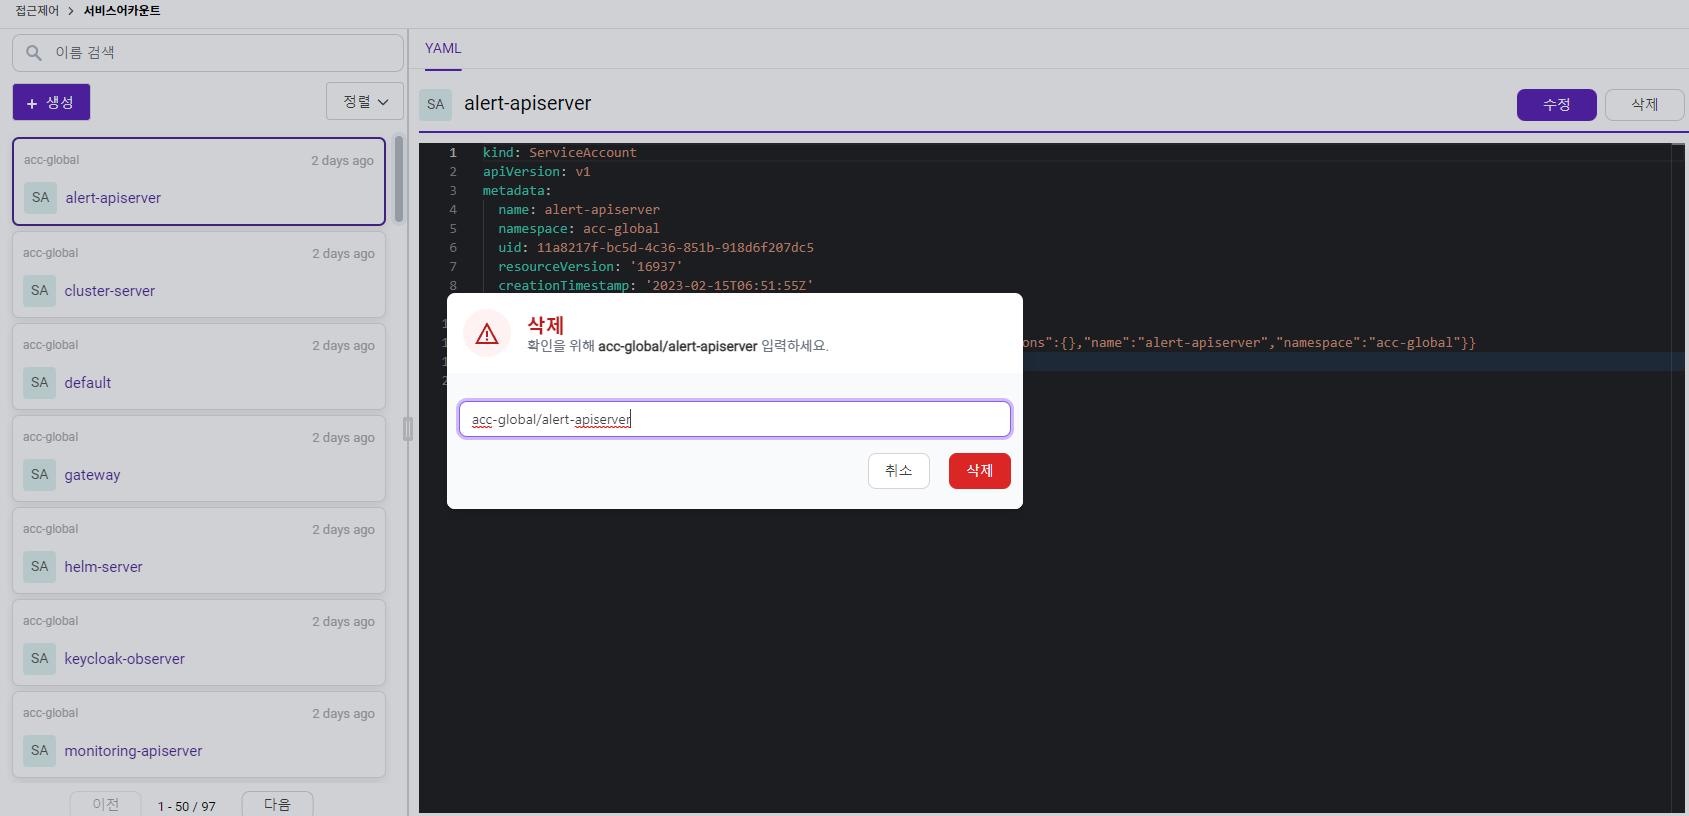 접근제어 > 서비스어카운트
이름 검색
+ 생성
정렬
acc-global 2 days ago
SA alert-apiserver
acc-global 2 days ago
SA cluster-server
acc-global 2 days ago
SA default
acc-global 2 days ago
SA gateway
acc-global 2 days ago
SA helm-server
acc-global 2 days ago
SA keycloak-observer
acc-global 2 days ago
SA monitoring-apiserver
이전 1 - 50 / 97 다음
YAML
SA alert-apiserver
수정 삭제
1 kind: ServiceAccount
2 apiVersion: v1
3 metadata:
4 name: alert-apiserver
5 namespace: acc-global
6 uid: 11a8217f-bc5d-4c36-851b-918d6f207dc5
7 resourceVersion: '16937'
8 creationTimestamp: '2023-02-15T06:51:55Z'
ons":{},"name":"alert-apiserver","namespace":"acc-global"}}
삭제
확인을 위해 acc-global/alert-apiserver 입력하세요.
acc-global/alert-apiserver
취소 삭제